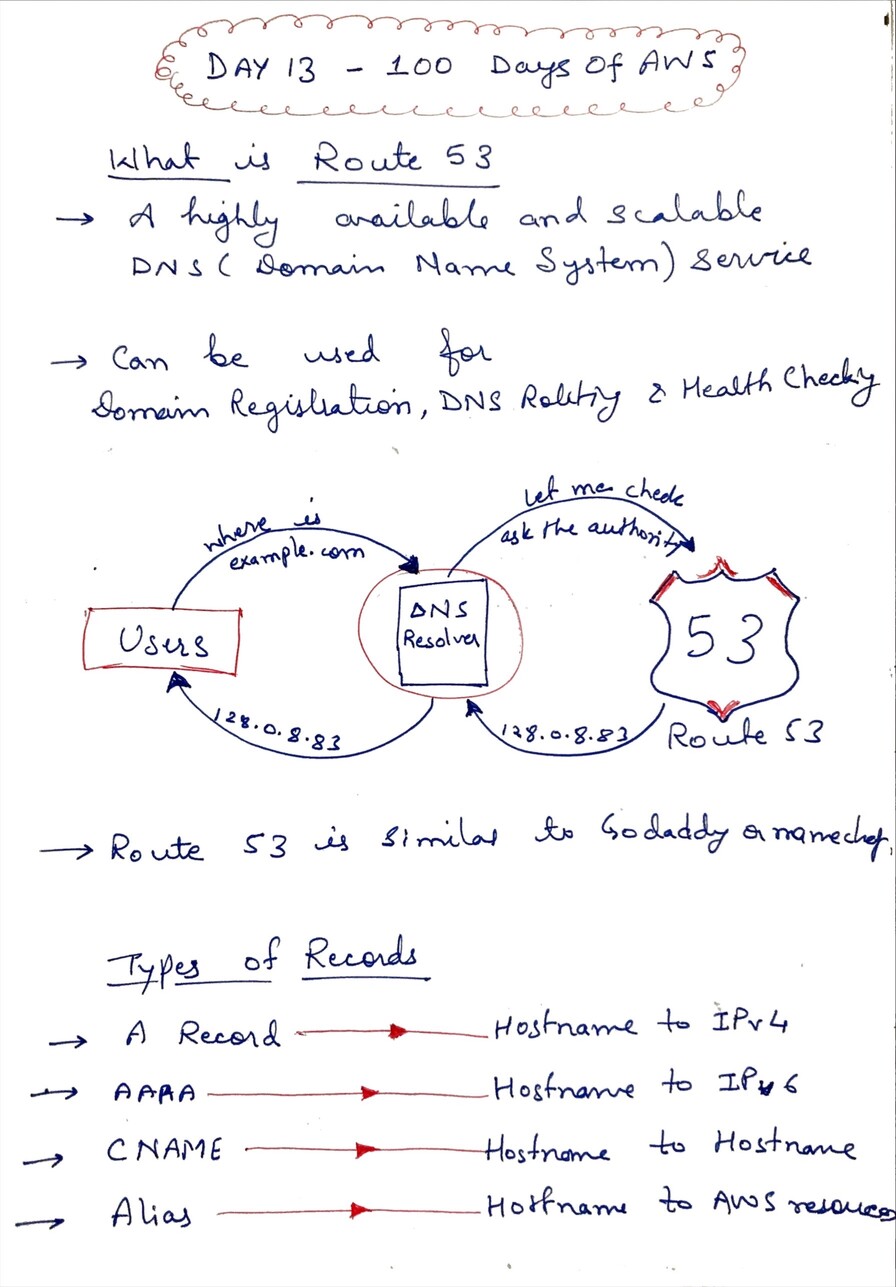 DAY 13 - 100 Days Of AWS
What is Route 53
→ A highly available and scalable
DNS ( Domain Name System) Service
→ Can be used for
Domain Registration, DNS Routing & Health Checking
where is
example.com
Let me check
ask the authority
Users
DNS
Resolver
53
128.0.8.83
128.0.8.83
Route 53
→ Route 53 is similar to Godaddy or namechep.
Types of Records
→ A Record → Hostname to IPv4
→ AAAA → Hostname to IPv6
→ CNAME → Hostname to Hostname
→ Alias → Hostname to AWS resources